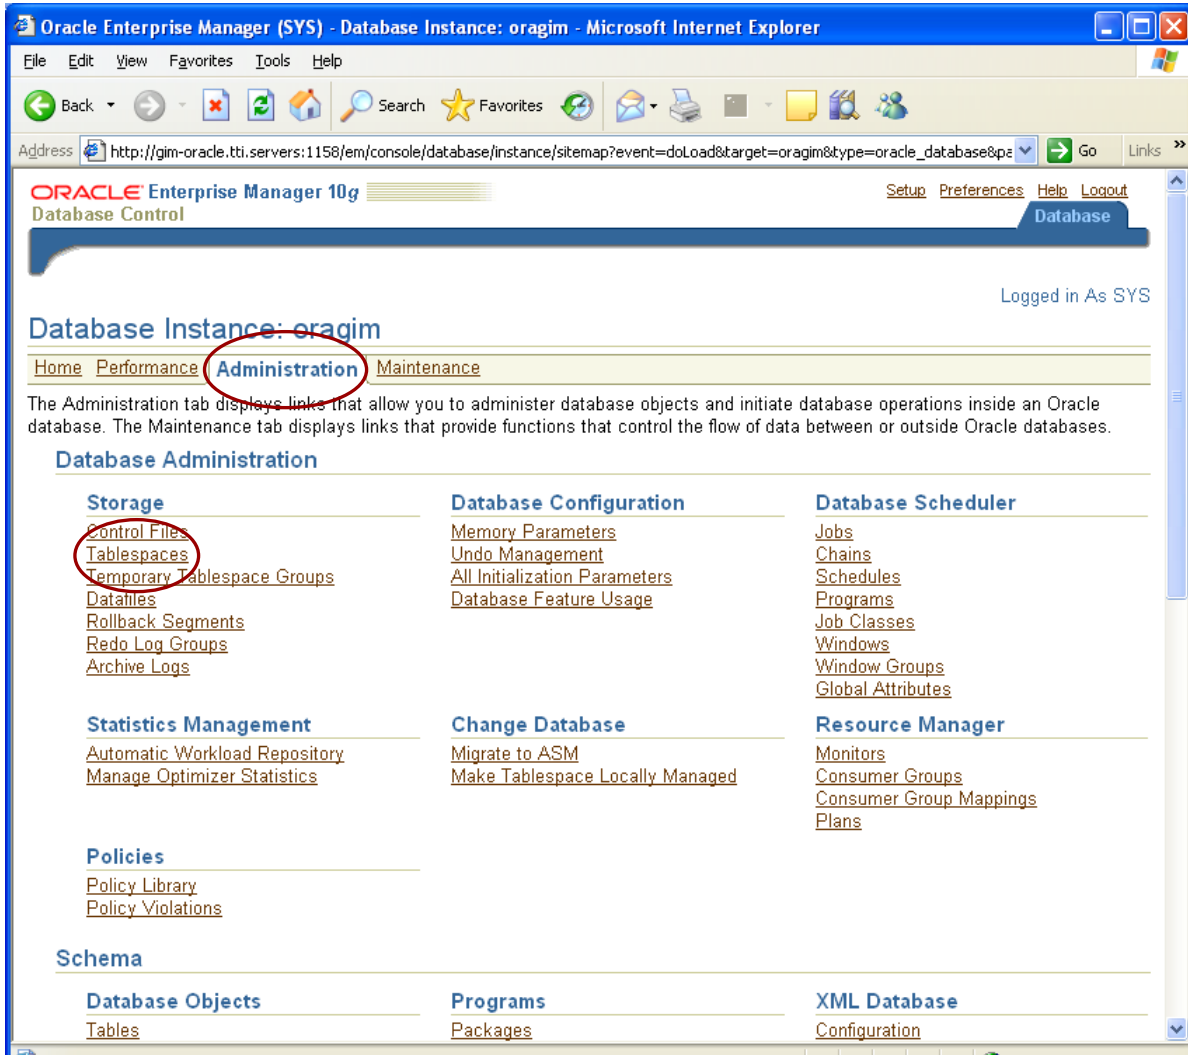 Oracle Enterprise Manager (SYS) - Database Instance: oragim - Microsoft Internet Explorer
File Edit View Favorites Tools Help
Back Search Favorites
Address http://gim-oracle.tti.servers:1158/em/console/database/instance/sitemap?event=doLoad&target=oragim&type=oracle_database&pa Go Links »
ORACLE Enterprise Manager 10g
Database Control
Setup Preferences Help Logout
Database
Logged in As SYS
Database Instance: oragim
Home Performance Administration Maintenance
The Administration tab displays links that allow you to administer database objects and initiate database operations inside an Oracle
database. The Maintenance tab displays links that provide functions that control the flow of data between or outside Oracle databases.
Database Administration
Storage
Control Files
Tablespaces
Temporary Tablespace Groups
Datafiles
Rollback Segments
Redo Log Groups
Archive Logs
Database Configuration
Memory Parameters
Undo Management
All Initialization Parameters
Database Feature Usage
Database Scheduler
Jobs
Chains
Schedules
Programs
Job Classes
Windows
Window Groups
Global Attributes
Statistics Management
Automatic Workload Repository
Manage Optimizer Statistics
Change Database
Migrate to ASM
Make Tablespace Locally Managed
Resource Manager
Monitors
Consumer Groups
Consumer Group Mappings
Plans
Policies
Policy Library
Policy Violations
Schema
Database Objects
Tables
Programs
Packages
XML Database
Configuration